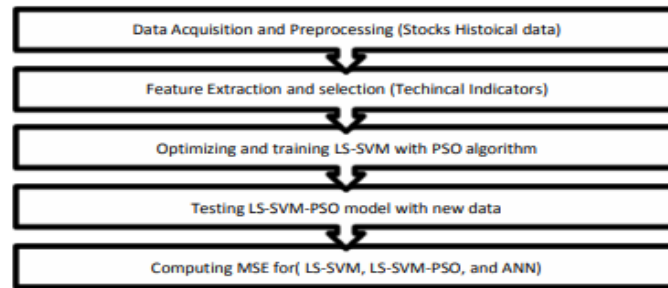 Data Acquisition and Preprocessing (Stocks Histoical data)
Feature Extraction and selection (Techincal Indicators)
Optimizing and training LS-SVM with PSO algorithm
Testing LS-SVM-PSO model with new data
Computing MSE for( LS-SVM, LS-SVM-PSO, and ANN)